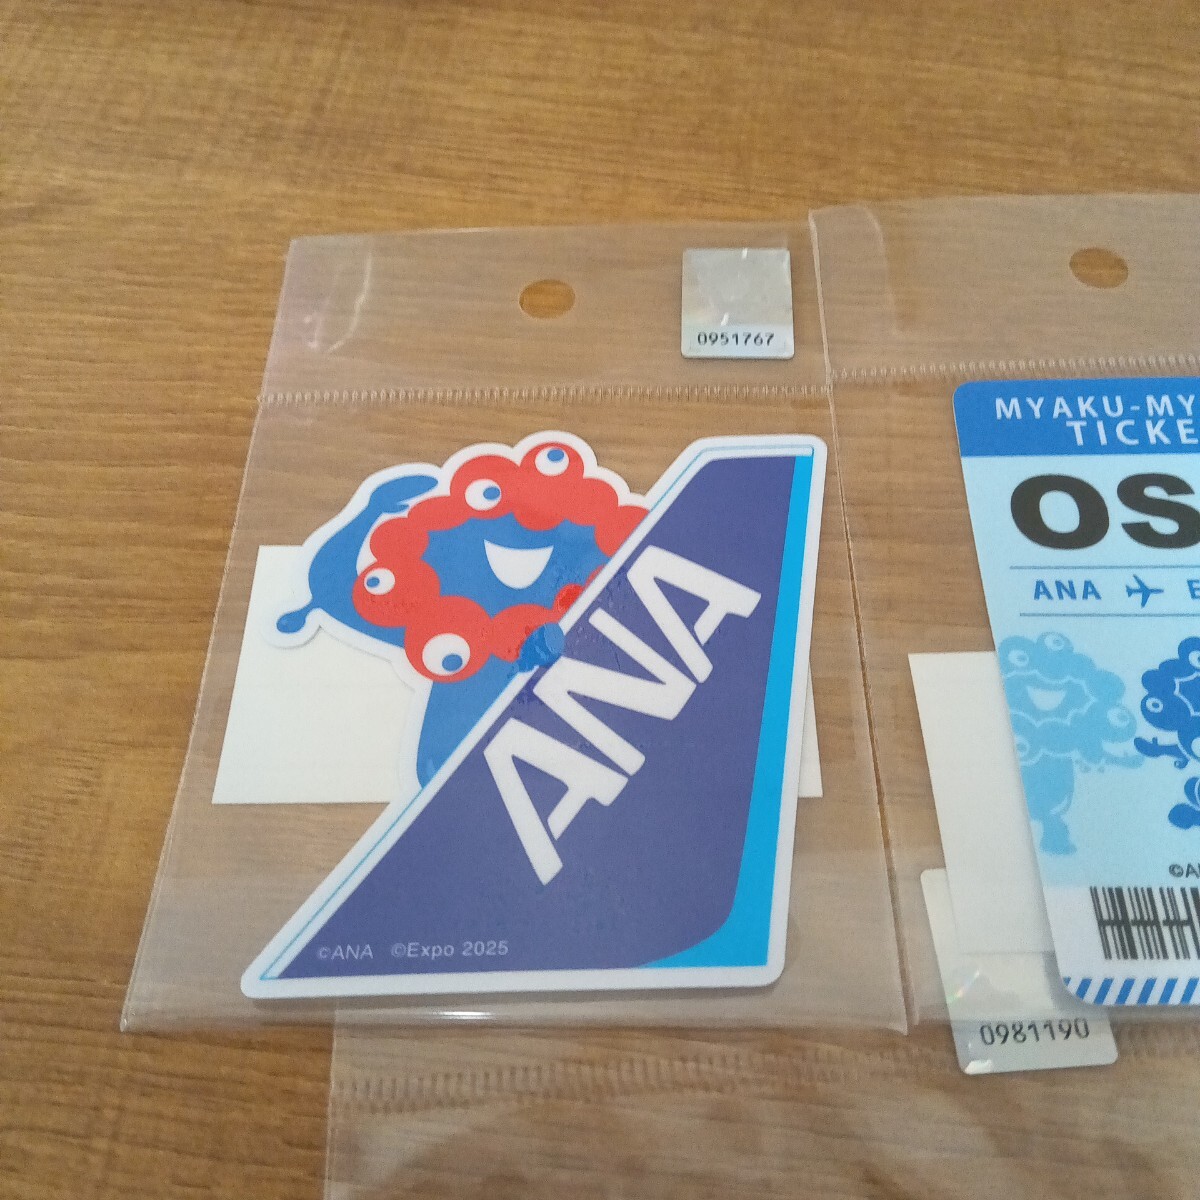 0951767
ANA
©ANA ©Expo 2025
MYAKU-MY
TICKE
OS
ANA ✈ E
©A
0981190